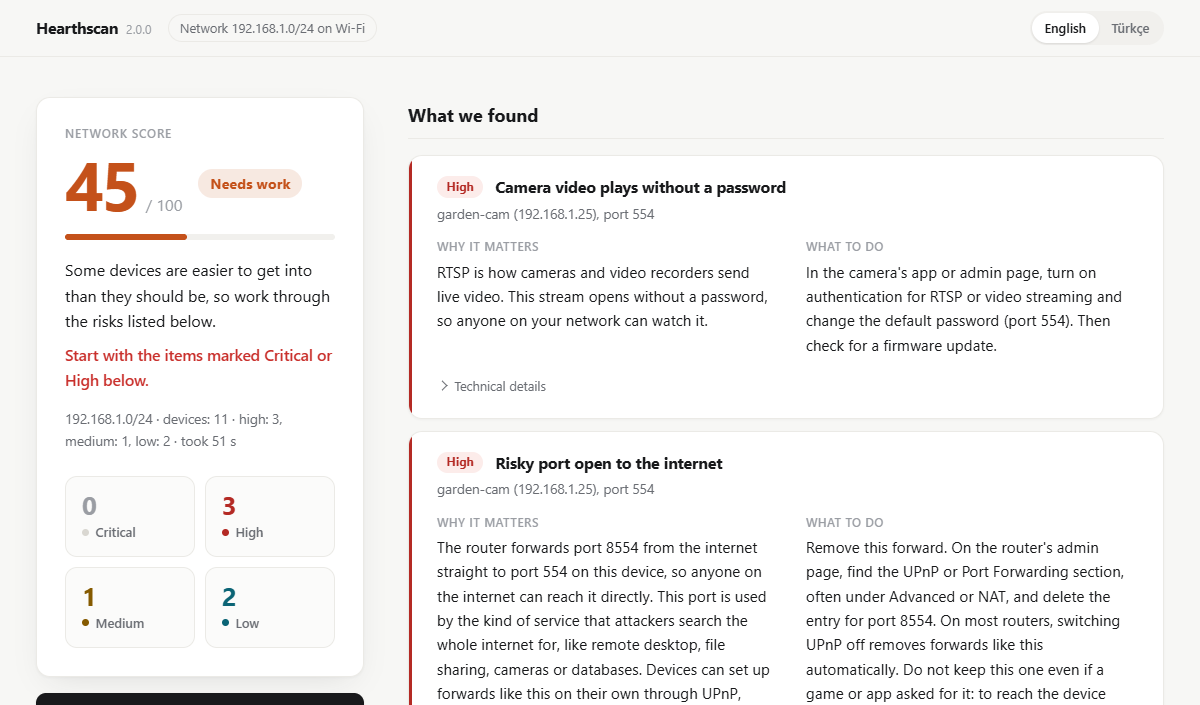 Hearthscan 2.0.0 Network 192.168.1.0/24 on Wi-Fi English Türkçe
NETWORK SCORE
45 / 100 Needs work
Some devices are easier to get into
than they should be, so work through
the risks listed below.
Start with the items marked Critical or
High below.
192.168.1.0/24 · devices: 11 · high: 3,
medium: 1, low: 2 · took 51 s
0
Critical
3
High
1
Medium
2
Low
What we found
High Camera video plays without a password
garden-cam (192.168.1.25), port 554
WHY IT MATTERS
RTSP is how cameras and video recorders send
live video. This stream opens without a password,
so anyone on your network can watch it.
WHAT TO DO
In the camera's app or admin page, turn on
authentication for RTSP or video streaming and
change the default password (port 554). Then
check for a firmware update.
Technical details
High Risky port open to the internet
garden-cam (192.168.1.25), port 554
WHY IT MATTERS
The router forwards port 8554 from the internet
straight to port 554 on this device, so anyone on
the internet can reach it directly. This port is used
by the kind of service that attackers search the
whole internet for, like remote desktop, file
sharing, cameras or databases. Devices can set up
forwards like this on their own through UPnP,
WHAT TO DO
Remove this forward. On the router's admin
page, find the UPnP or Port Forwarding section,
often under Advanced or NAT, and delete the
entry for port 8554. On most routers, switching
UPnP off removes forwards like this
automatically. Do not keep this one even if a
game or app asked for it: to reach the device